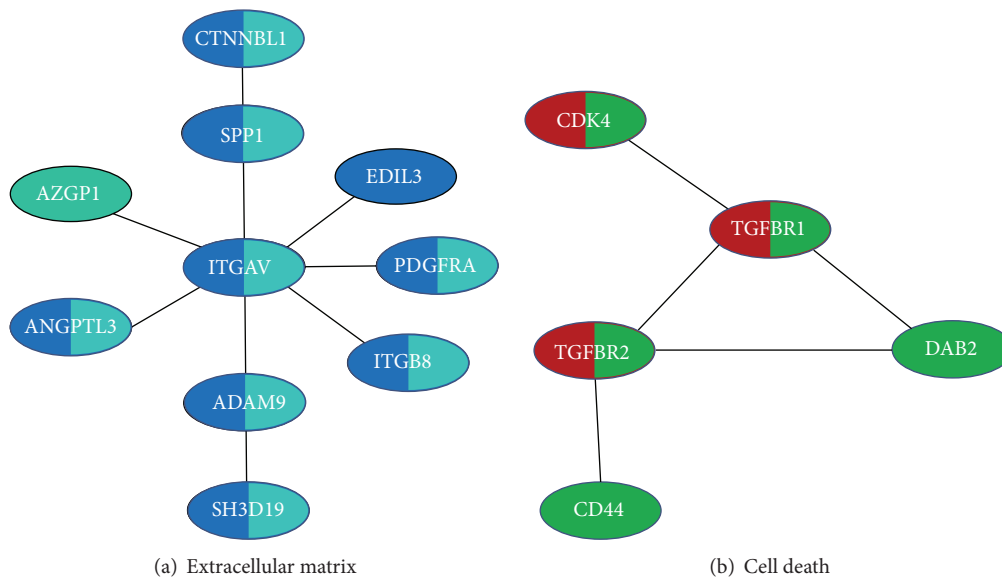 CTNNBL1
SPP1
AZGP1
EDIL3
ITGAV
PDGFRA
ANGPTL3
ITGB8
ADAM9
SH3D19
(a) Extracellular matrix
CDK4
TGFBR1
TGFBR2
DAB2
CD44
(b) Cell death